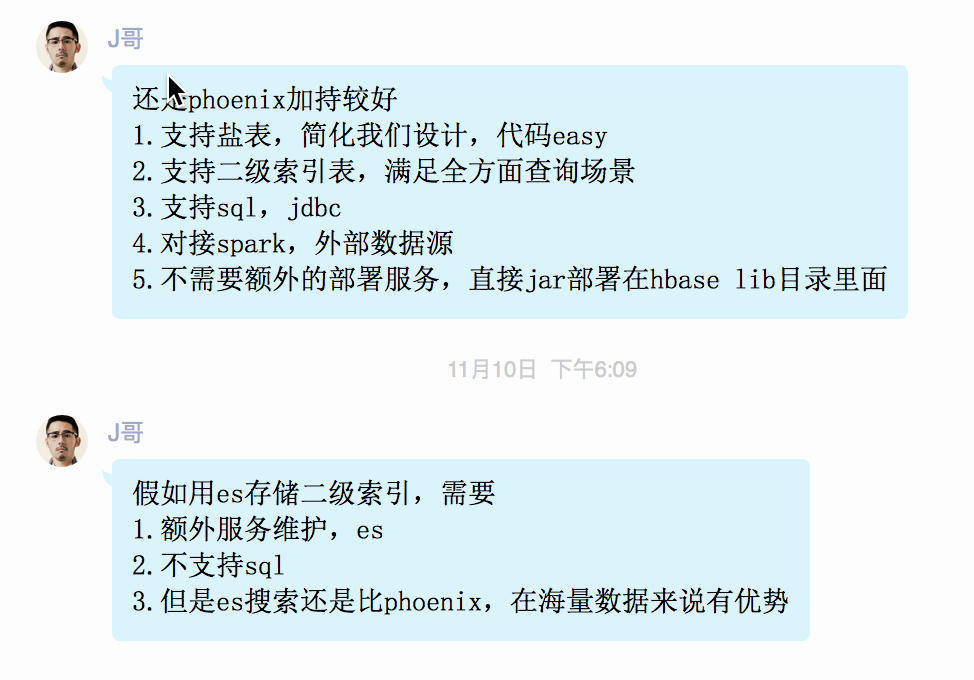 J哥
还是phoenix加持较好
1.支持盐表，简化我们设计，代码easy
2.支持二级索引表，满足全方面查询场景
3.支持sql，jdbc
4.对接spark，外部数据源
5.不需要额外的部署服务，直接jar部署在hbase lib目录里面
11月10日 下午6:09
J哥
假如用es存储二级索引，需要
1.额外服务维护，es
2.不支持sql
3.但是es搜索还是比phoenix，在海量数据来说有优势